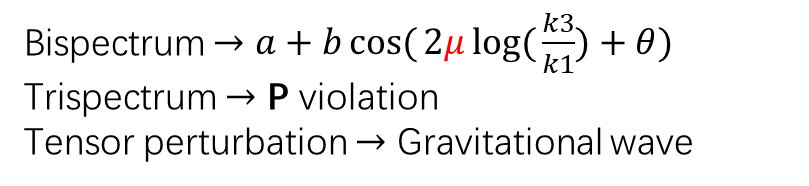 Bispectrum → a + b cos( 2μ log(k3/k1) + θ)
Trispectrum → P violation
Tensor perturbation → Gravitational wave